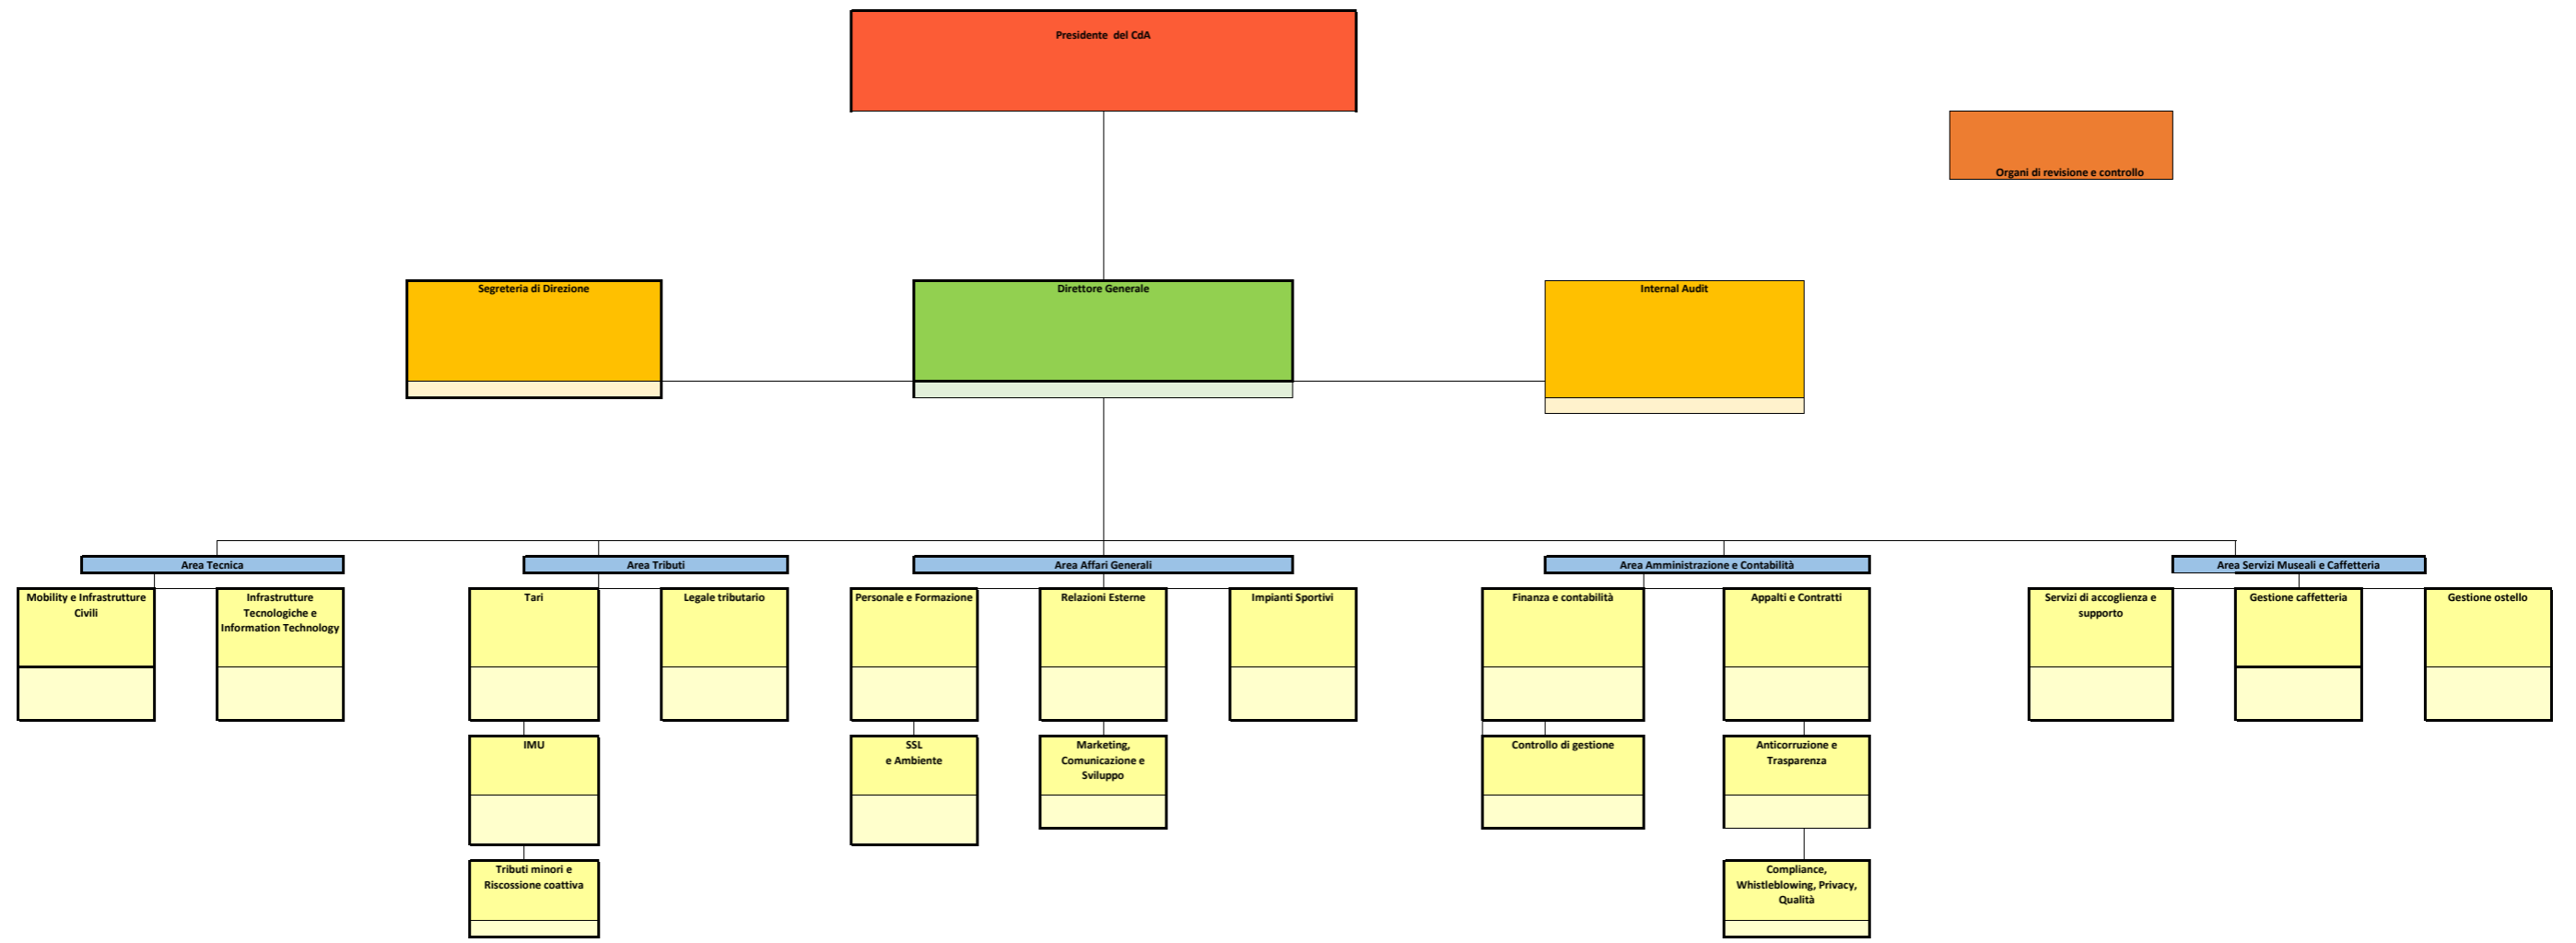 Presidente  del CdA
Organi di revisione e controllo
Segreteria di Direzione
Direttore Generale
Internal Audit
Area Tecnica
Area Tributi
Area Affari Generali
Area Amministrazione e Contabilità
Area Servizi Museali e Caffetteria
Mobility e Infrastrutture
Civili
Infrastrutture
Tecnologiche e
Information Technology
Tari
Legale tributario
Personale e Formazione
Relazioni Esterne
Impianti Sportivi
Finanza e contabilità
Appalti e Contratti
Servizi di accoglienza e
supporto
Gestione caffetteria
Gestione ostello
IMU
SSL
e Ambiente
Marketing,
Comunicazione e
Sviluppo
Controllo di gestione
Anticorruzione e
Trasparenza
Tributi minori e
Riscossione coattiva
Compliance,
Whistleblowing, Privacy,
Qualità